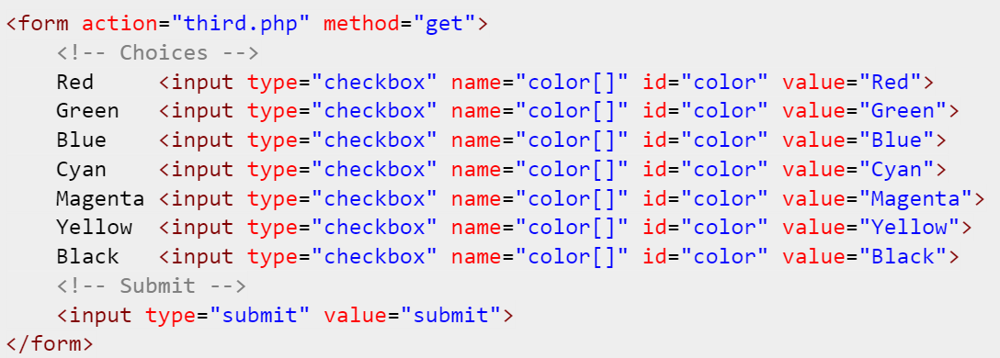 <form action="third.php" method="get">
    <!-- Choices -->
    Red     <input type="checkbox" name="color[]" id="color" value="Red">
    Green   <input type="checkbox" name="color[]" id="color" value="Green">
    Blue    <input type="checkbox" name="color[]" id="color" value="Blue">
    Cyan    <input type="checkbox" name="color[]" id="color" value="Cyan">
    Magenta <input type="checkbox" name="color[]" id="color" value="Magenta">
    Yellow  <input type="checkbox" name="color[]" id="color" value="Yellow">
    Black   <input type="checkbox" name="color[]" id="color" value="Black">
    <!-- Submit -->
    <input type="submit" value="submit">
</form>